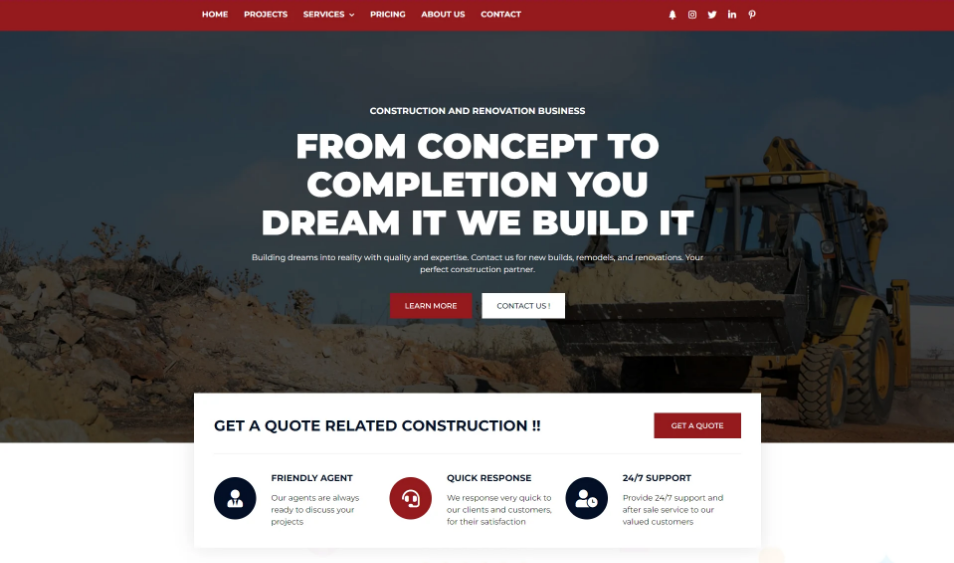 HOME PROJECTS SERVICES PRICING ABOUT US CONTACT
CONSTRUCTION AND RENOVATION BUSINESS
FROM CONCEPT TO
COMPLETION YOU
DREAM IT WE BUILD IT
Building dreams into reality with quality and expertise. Contact us for new builds, remodels, and renovations. Your
perfect construction partner.
LEARN MORE
CONTACT US !
GET A QUOTE RELATED CONSTRUCTION !!
GET A QUOTE
FRIENDLY AGENT
Our agents are always
ready to discuss your
projects
QUICK RESPONSE
We response very quick to
our clients and customers,
for their satisfaction
24/7 SUPPORT
Provide 24/7 support and
after sale service to our
valued customers